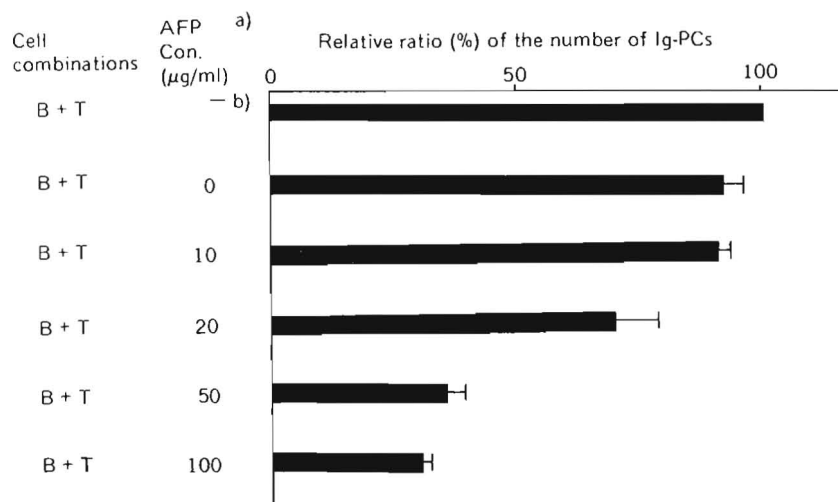 Cell combinations
AFP a) Con. (μg/ml)
Relative ratio (%) of the number of Ig-PCs
0 50 100
B + T — b)
B + T 0
B + T 10
B + T 20
B + T 50
B + T 100